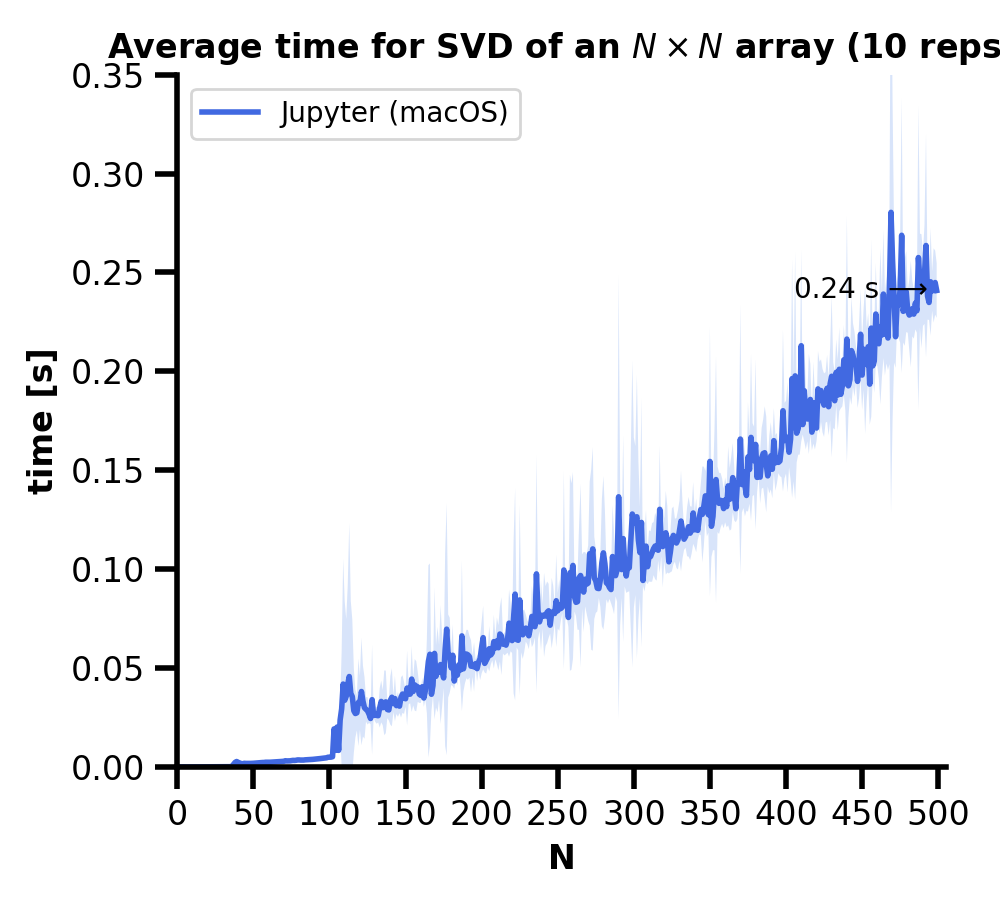 Average time for SVD of an N × N array (10 reps
Jupyter (macOS)
0.35
0.30
0.25
0.20
0.15
0.10
0.05
0.00
time [s]
0.24 s
0 50 100 150 200 250 300 350 400 450 500
N